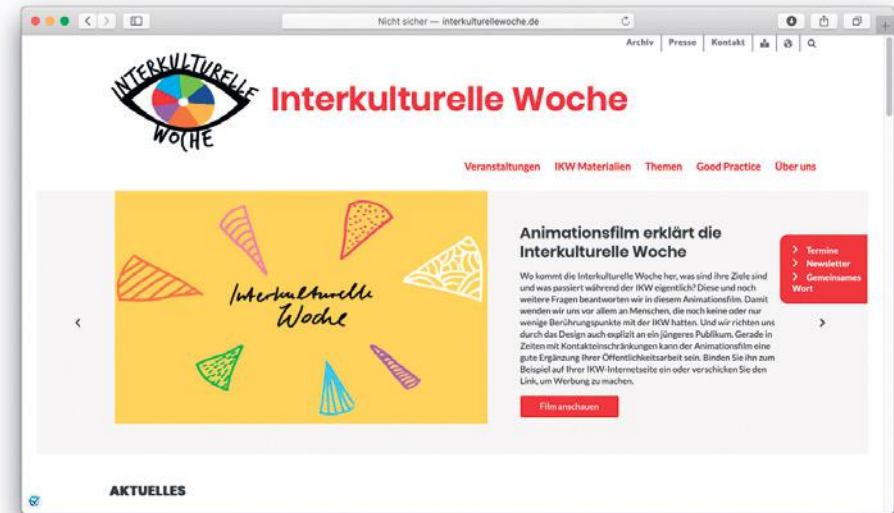 Nicht sicher — interkulturellewoche.de
Archiv Presse Kontakt
INTERKULTURELLE
WOCHE
Interkulturelle Woche
Veranstaltungen IKW Materialien Themen Good Practice Über uns
Interkulturelle
Woche
Animationsfilm erklärt die
Interkulturelle Woche
Wo kommt die Interkulturelle Woche her, was sind ihre Ziele sind
und was passiert während der IKW eigentlich? Diese und noch
weitere Fragen beantworten wir in diesem Animationsfilm. Damit
wenden wir uns vor allem an Menschen, die noch keine oder nur
wenige Berührungspunkte mit der IKW hatten. Und wir richten uns
durch das Design auch explizit an ein jüngeres Publikum. Gerade in
Zeiten mit Kontakteinschränkungen kann der Animationsfilm eine
gute Ergänzung Ihrer Öffentlichkeitsarbeit sein. Binden Sie ihn zum
Beispiel auf Ihrer IKW-Internetseite ein oder verschicken Sie den
Link, um Werbung zu machen.
Film anschauen
Termine
Newsletter
Gemeinsames
Wort
AKTUELLES